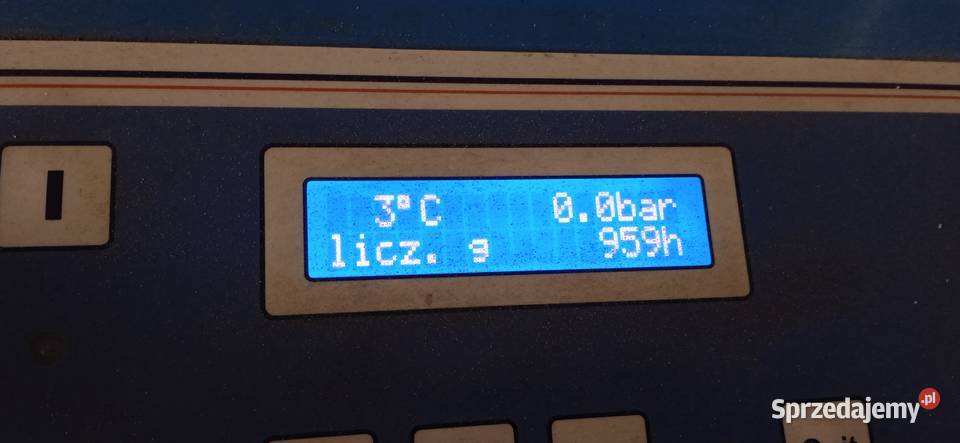 3°C 0.0bar
licz. g 959h
Sprzedajemy.pl